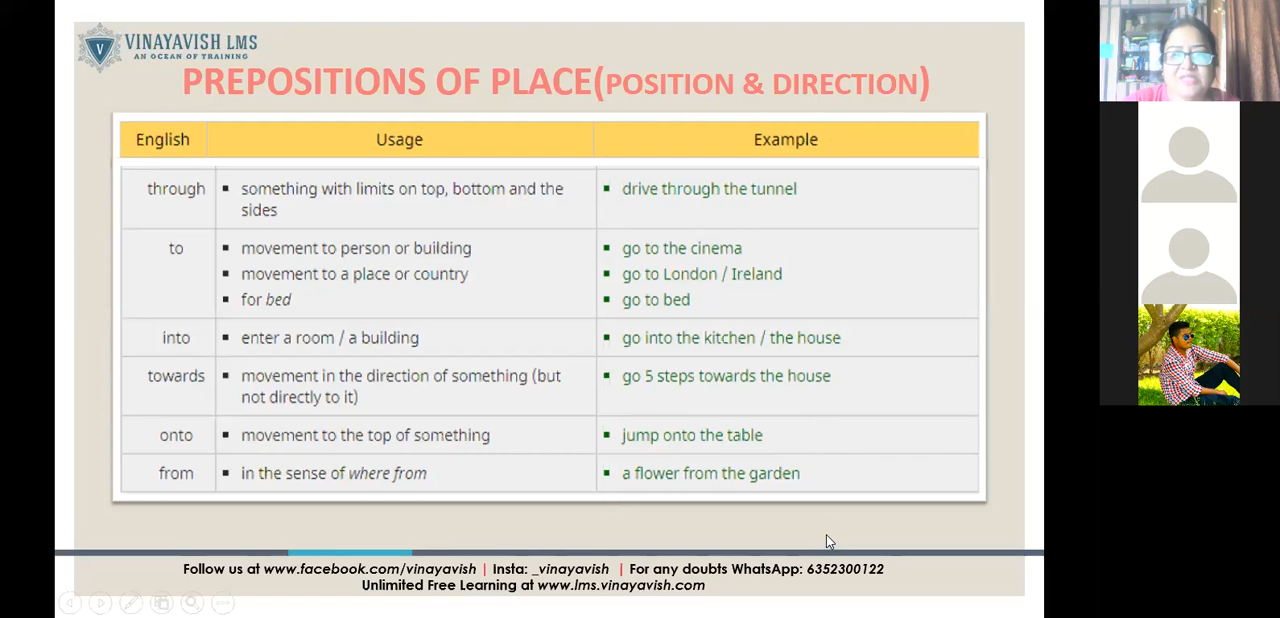 VINAYAVISH LMS
AN OCEAN OF TRAINING
PREPOSITIONS OF PLACE(POSITION & DIRECTION)
English Usage Example
through ▪ something with limits on top, bottom and the ▪ drive through the tunnel
sides
to ▪ movement to person or building ▪ go to the cinema
▪ movement to a place or country ▪ go to London / Ireland
▪ for bed ▪ go to bed
into ▪ enter a room / a building ▪ go into the kitchen / the house
towards ▪ movement in the direction of something (but ▪ go 5 steps towards the house
not directly to it)
onto ▪ movement to the top of something ▪ jump onto the table
from ▪ in the sense of where from ▪ a flower from the garden
Follow us at www.facebook.com/vinayavish | Insta: _vinayavish | For any doubts WhatsApp: 6352300122
Unlimited Free Learning at www.lms.vinayavish.com